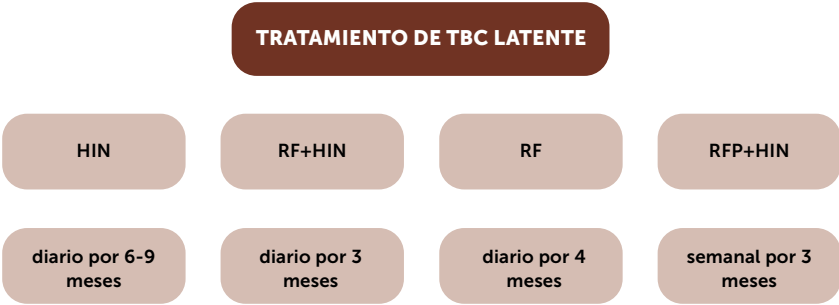 TRATAMIENTO DE TBC LATENTE
HIN
RF+HIN
RF
RFP+HIN
diario por 6-9
meses
diario por 3
meses
diario por 4
meses
semanal por 3
meses